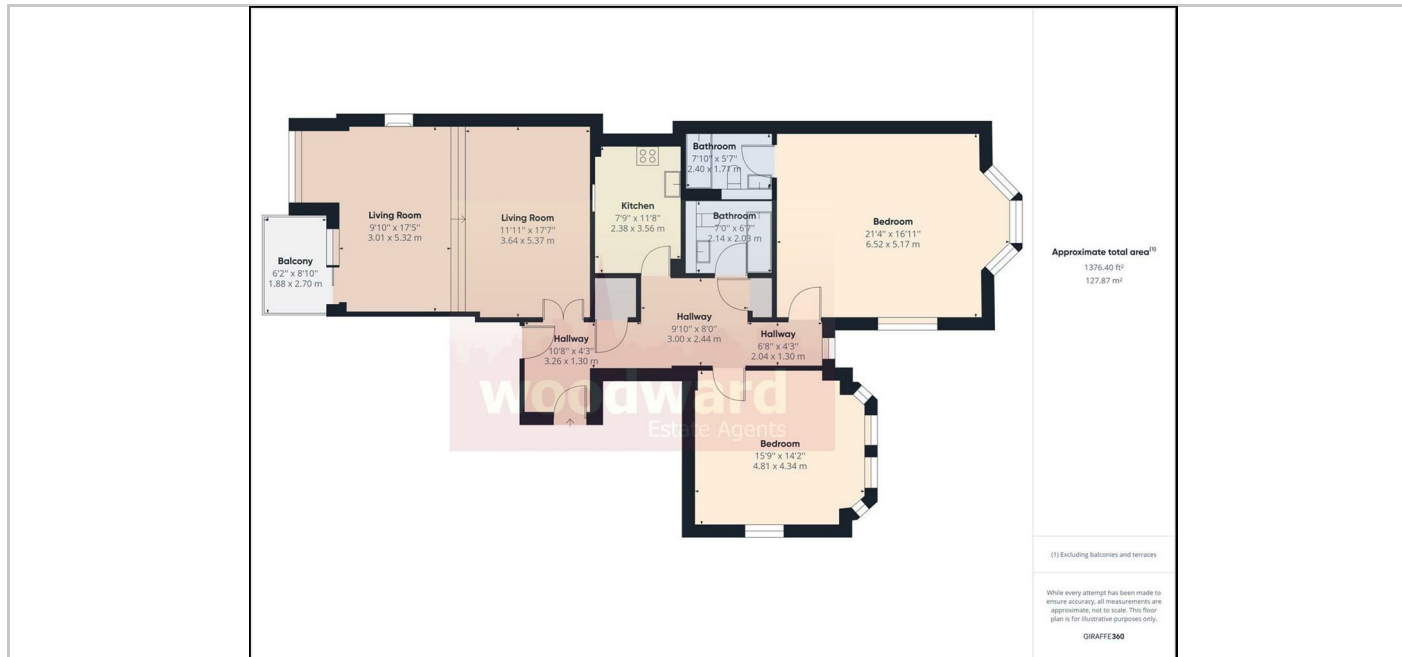 Living Room
9'10" x 17'5"
3.01 x 5.32 m
Living Room
11'11" x 17'7"
3.64 x 5.37 m
Balcony
6'2" x 8'10"
1.88 x 2.70 m
Kitchen
7'9" x 11'8"
2.38 x 3.56 m
Bathroom
7'10" x 5'7"
2.40 x 1.71 m
Bathroom
7'0" x 6'7"
2.14 x 2.03 m
Bedroom
21'4" x 16'11"
6.52 x 5.17 m
Hallway
10'8" x 4'3"
3.26 x 1.30 m
Hallway
9'10" x 8'0"
3.00 x 2.44 m
Hallway
6'8" x 4'3"
2.04 x 1.30 m
Bedroom
15'9" x 14'2"
4.81 x 4.34 m
woodward
Estate Agents
Approximate total area(1)
1376.40 ft²
127.87 m²
(1) Excluding balconies and terraces
While every attempt has been made to
ensure accuracy, all measurements are
approximate, not to scale. This floor
plan is for illustrative purposes only.
GIRAFFE360